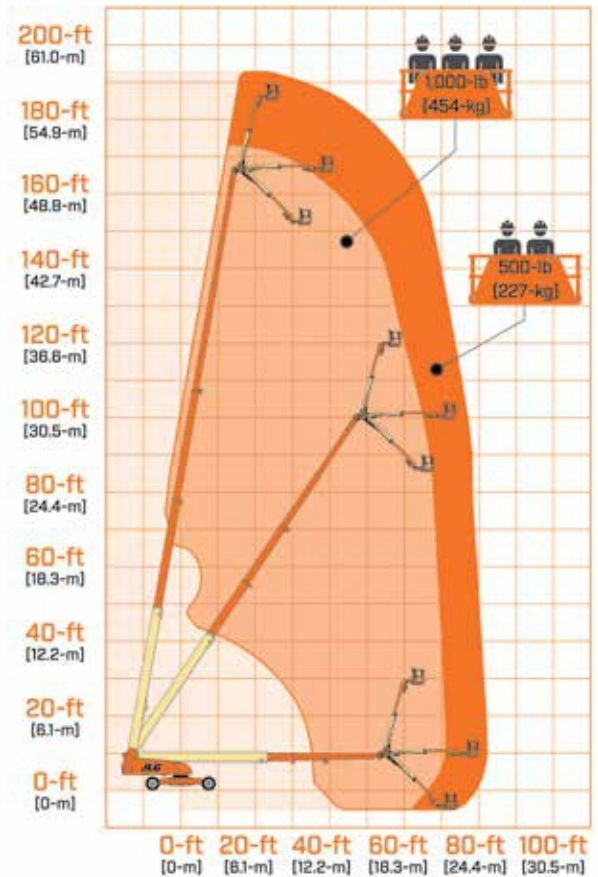 200-ft
[61.0-m]
180-ft
[54.9-m]
160-ft
[48.8-m]
140-ft
[42.7-m]
120-ft
[36.6-m]
100-ft
[30.5-m]
80-ft
[24.4-m]
60-ft
[18.3-m]
40-ft
[12.2-m]
20-ft
[6.1-m]
0-ft
[0-m]
1,000-lb
[454-kg]
500-lb
[227-kg]
JLG
0-ft 20-ft 40-ft 60-ft 80-ft 100-ft
[0-m] [6.1-m] [12.2-m] [18.3-m] [24.4-m] [30.5-m]